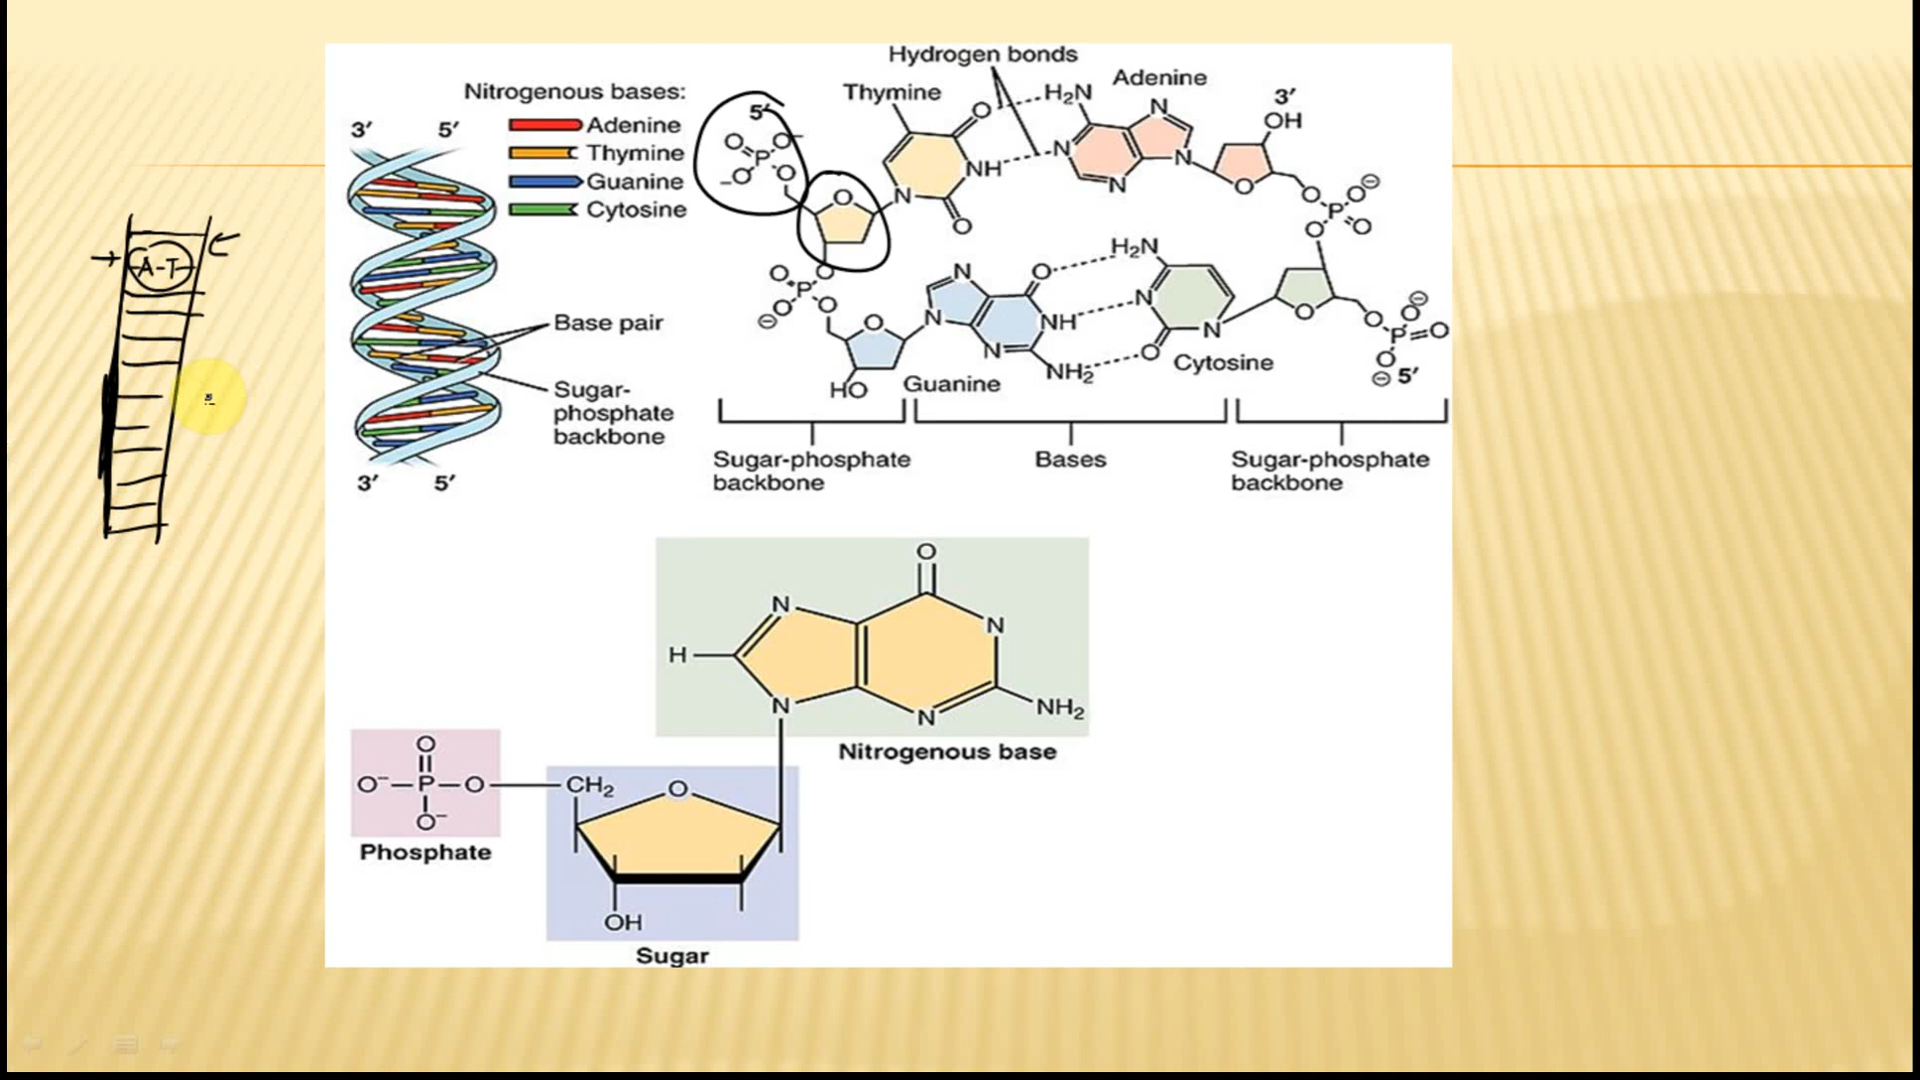 Hydrogen bonds
Nitrogenous bases:
Adenine
Thymine
Guanine
Cytosine
3′ 5′
Base pair
Sugar-
phosphate
backbone
3′ 5′
A-T
5′
Thymine
Adenine
3′
OH
O
H₂N
N
N
O
P
O
⁻O
O
O
NH
N
N
N
O
N
O
O
O
P
O
⊖
O
O
H₂N
O
O
P
O
⊖
O
O
N
O
N
O
N
NH
N
N
O
O
⊖
O
P
O
O
⊖ 5′
N
NH₂
O
Cytosine
HO
Guanine
Sugar-phosphate
backbone
Bases
Sugar-phosphate
backbone
O
N
N
H
N
N
NH₂
Nitrogenous base
O
O⁻ P O
O⁻
Phosphate
CH₂
O
OH
Sugar